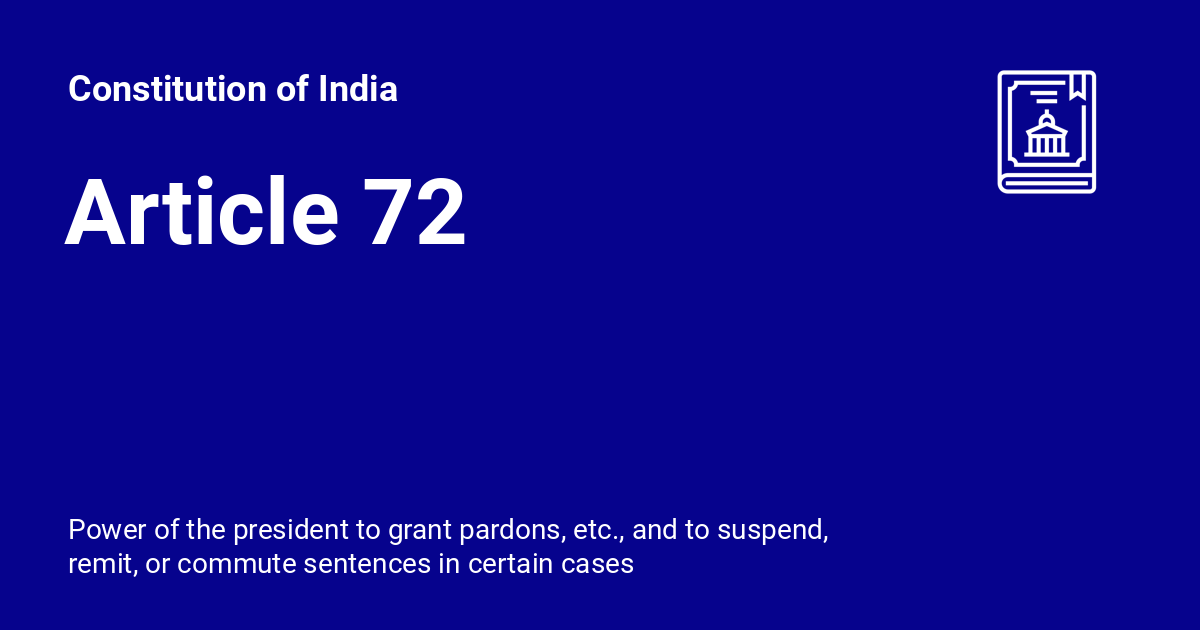 Constitution of India
Article 72
Power of the president to grant pardons, etc., and to suspend,
remit, or commute sentences in certain cases